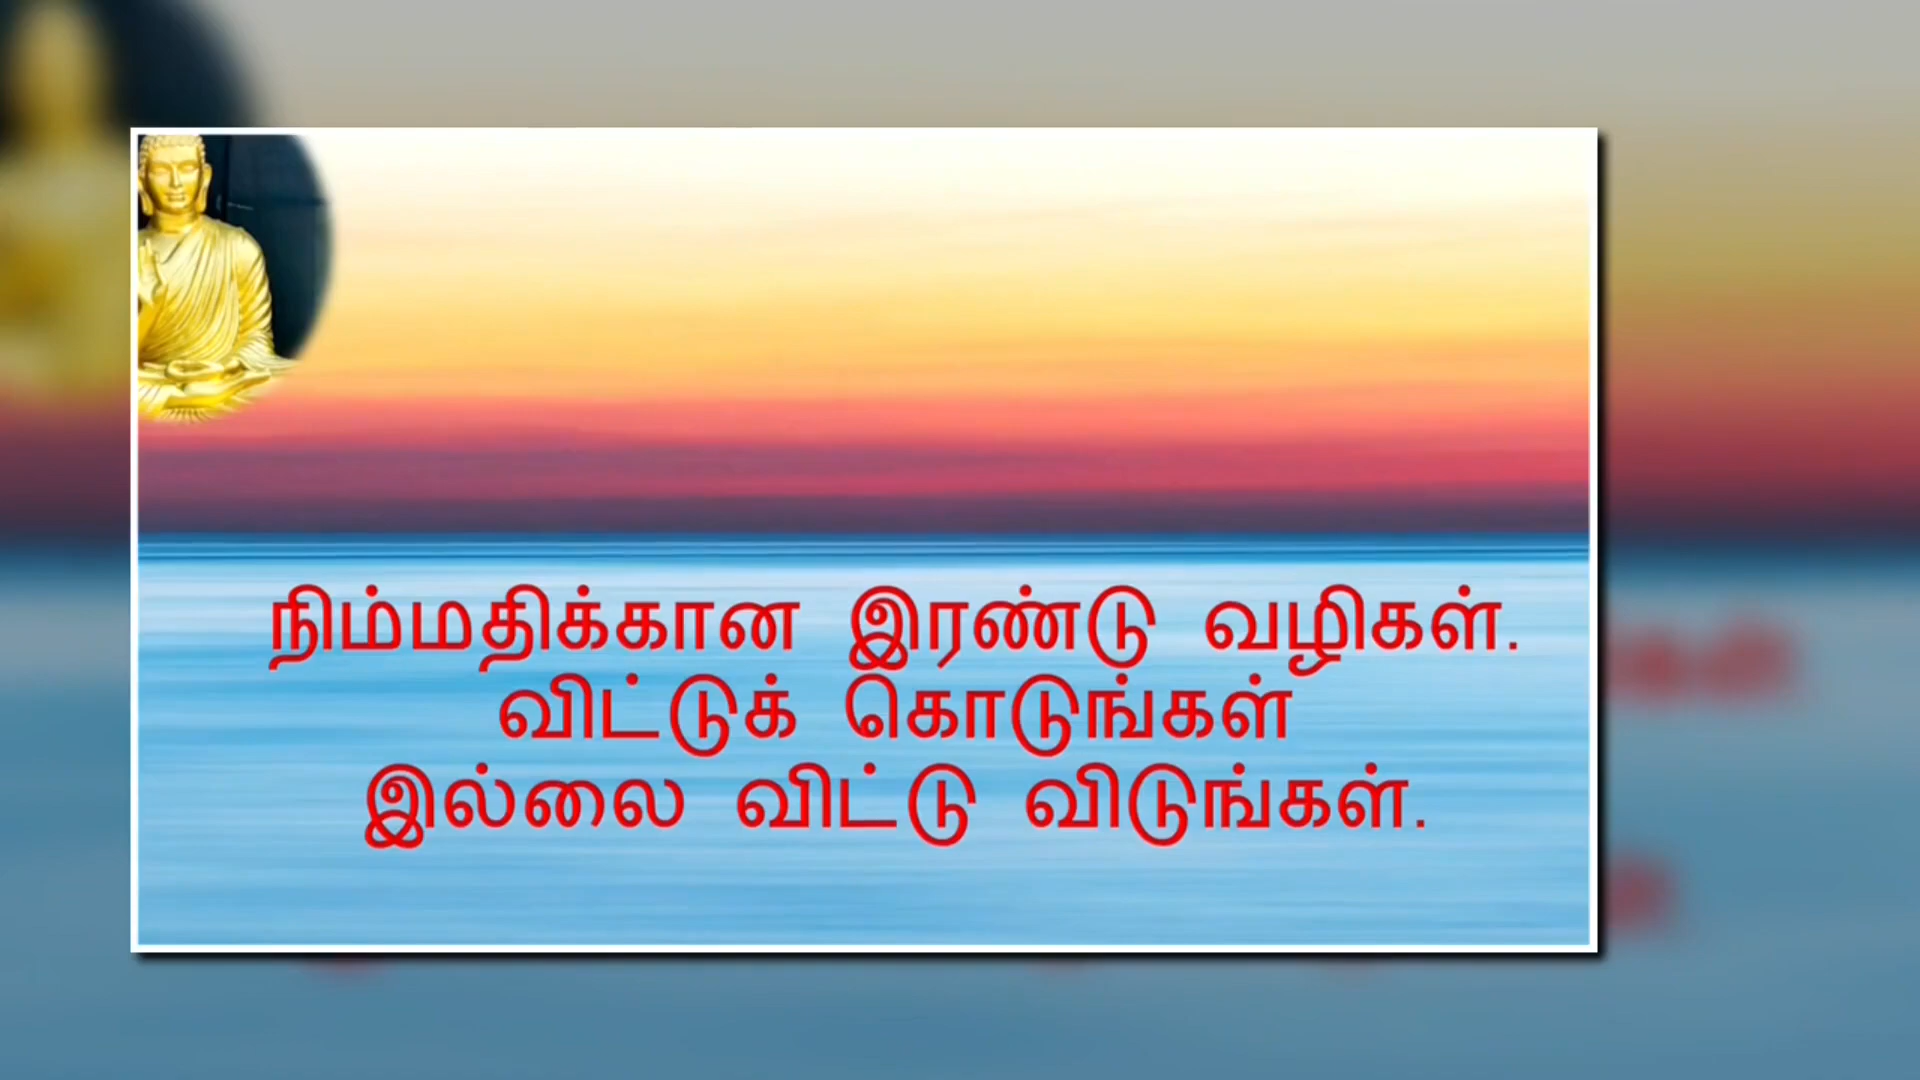 நிம்மதிக்கான இரண்டு வழிகள்.
விட்டுக் கொடுங்கள்
இல்லை விட்டு விடுங்கள்.